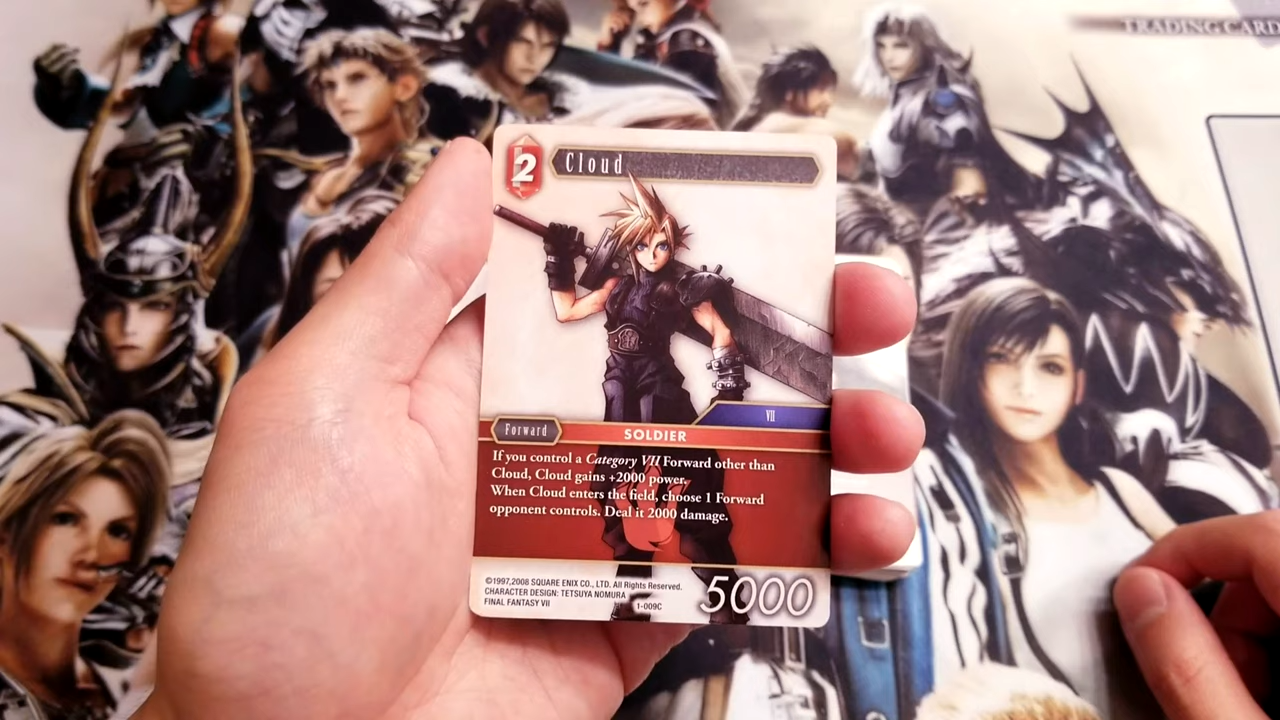 TRADING CARD
2
Cloud
VII
Forward
SOLDIER
If you control a Category VII Forward other than
Cloud, Cloud gains +2000 power.
When Cloud enters the field, choose 1 Forward
opponent controls. Deal it 2000 damage.
©1997,2008 SQUARE ENIX CO., LTD. All Rights Reserved.
CHARACTER DESIGN: TETSUYA NOMURA
FINAL FANTASY VII
1-009C
5000